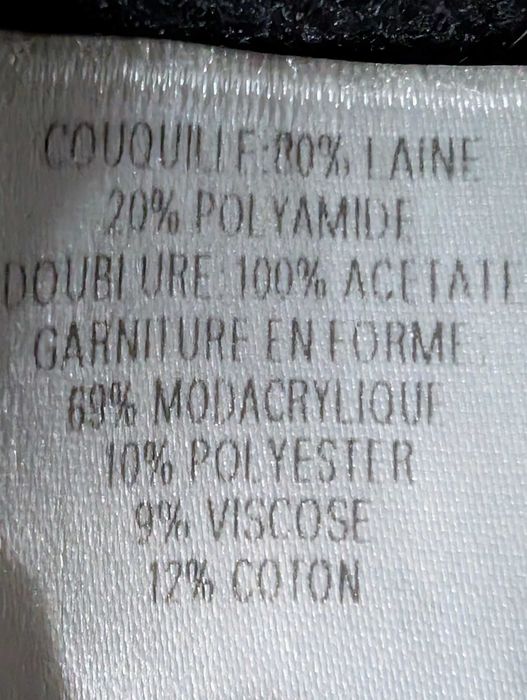 COUQUILLE:80% LAINE
20% POLYAMIDE
DOUBLURE: 100% ACETATE
GARNITURE EN FORME:
69% MODACRYLIQUE
10% POLYESTER
9% VISCOSE
12% COTON